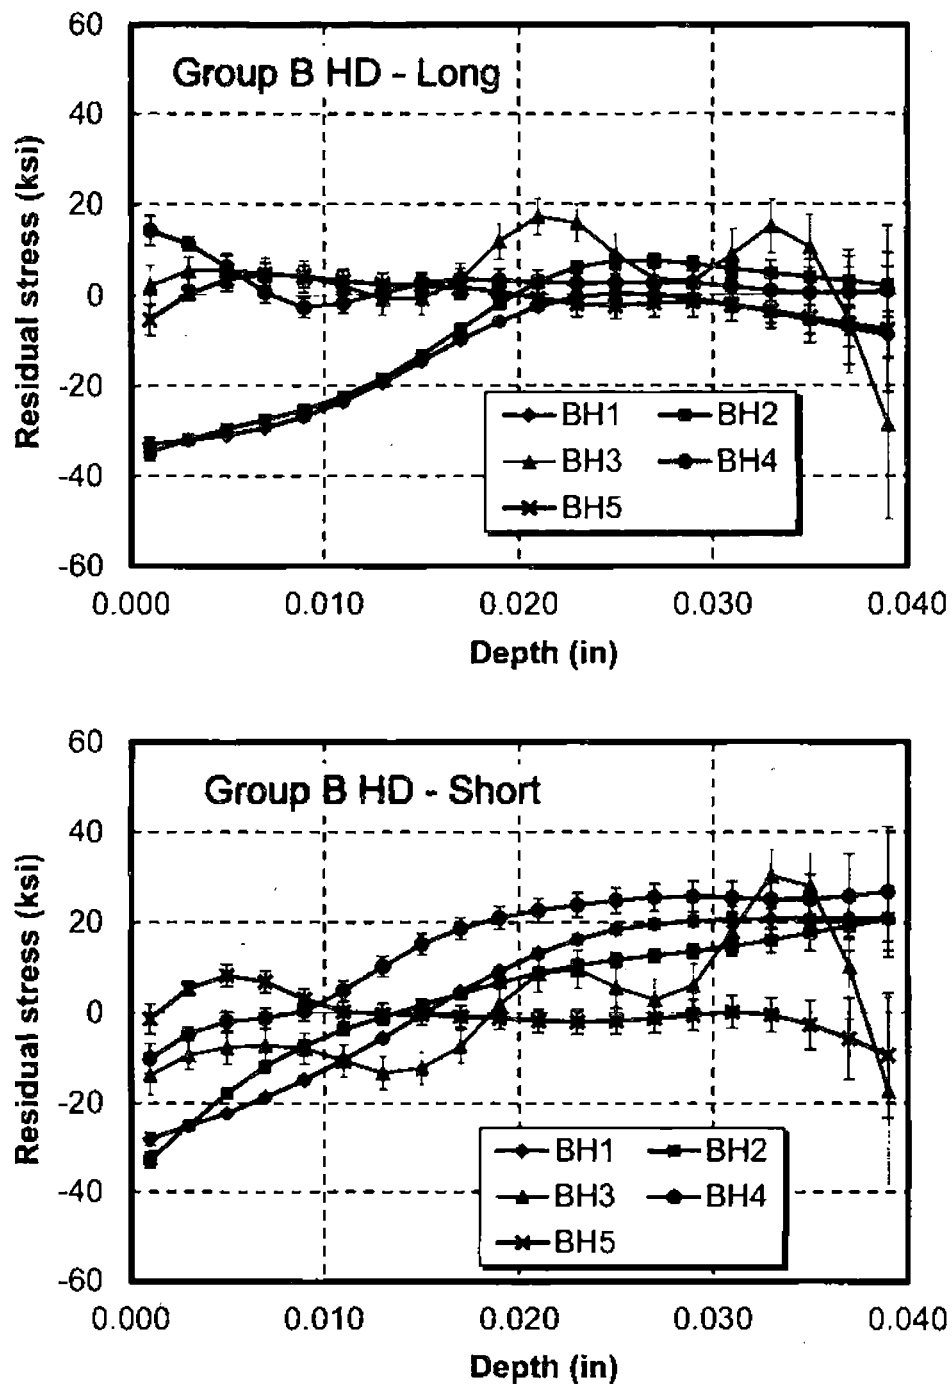 Group B HD - Long
Residual stress (ksi)
60
40
20
0
-20
-40
-60
BH1 BH2
BH3 BH4
BH5
0.000 0.010 0.020 0.030 0.040
Depth (in)
Group B HD - Short
Residual stress (ksi)
60
40
20
0
-20
-40
-60
BH1 BH2
BH3 BH4
BH5
0.000 0.010 0.020 0.030 0.040
Depth (in)